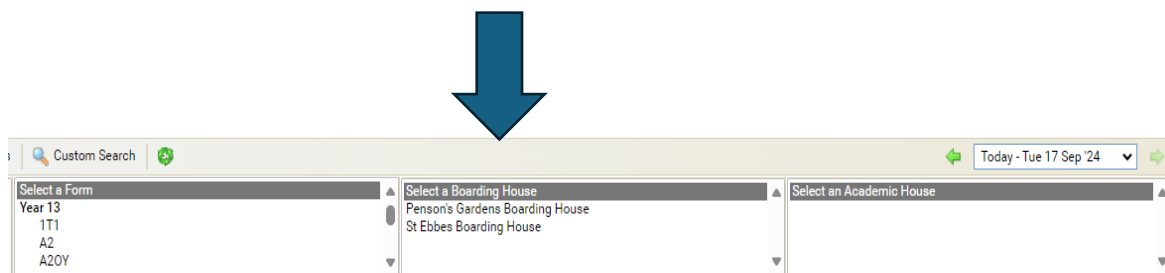 Custom Search
Today - Tue 17 Sep '24
Select a Form
Year 13
1T1
A2
A2OY
Select a Boarding House
Penson's Gardens Boarding House
St Ebbes Boarding House
Select an Academic House